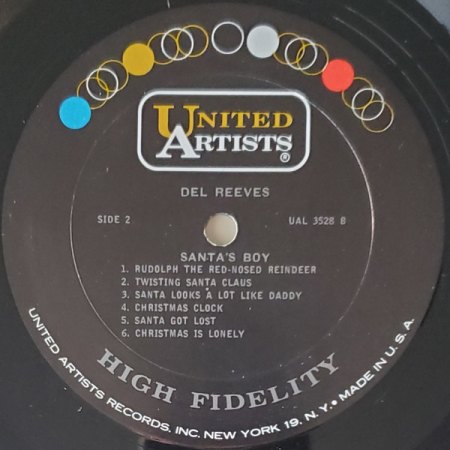 UNITED
ARTISTS
®
DEL REEVES
SIDE 2
UAL 3528 B
SANTA'S BOY
1. RUDOLPH THE RED-NOSED REINDEER
2. TWISTING SANTA CLAUS
3. SANTA LOOKS A LOT LIKE DADDY
4. CHRISTMAS CLOCK
5. SANTA GOT LOST
6. CHRISTMAS IS LONELY
HIGH FIDELITY
UNITED ARTISTS RECORDS, INC. NEW YORK 19, N.Y. • MADE IN U.S.A.